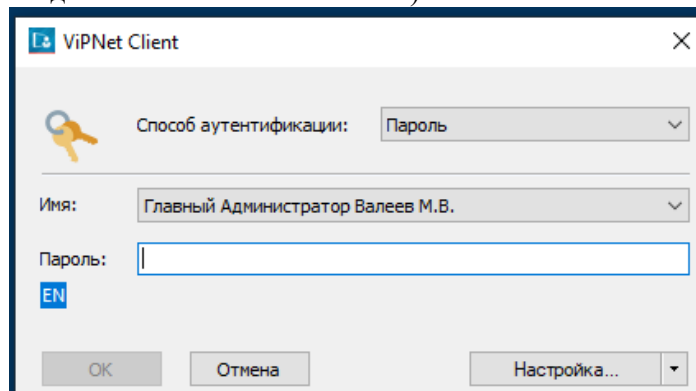 ViPNet Client
Способ аутентификации: Пароль
Имя: Главный Администратор Валеев М.В.
Пароль:
EN
OK Отмена Настройка...